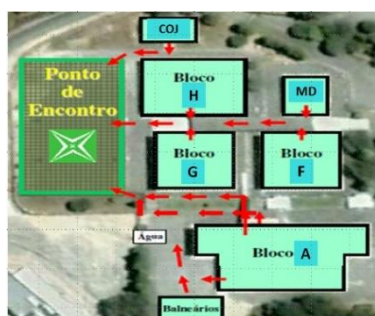 COJ
Ponto
de
Encontro
Bloco
H
MD
Bloco
G
Bloco
F
Água
Bloco A
Balneários